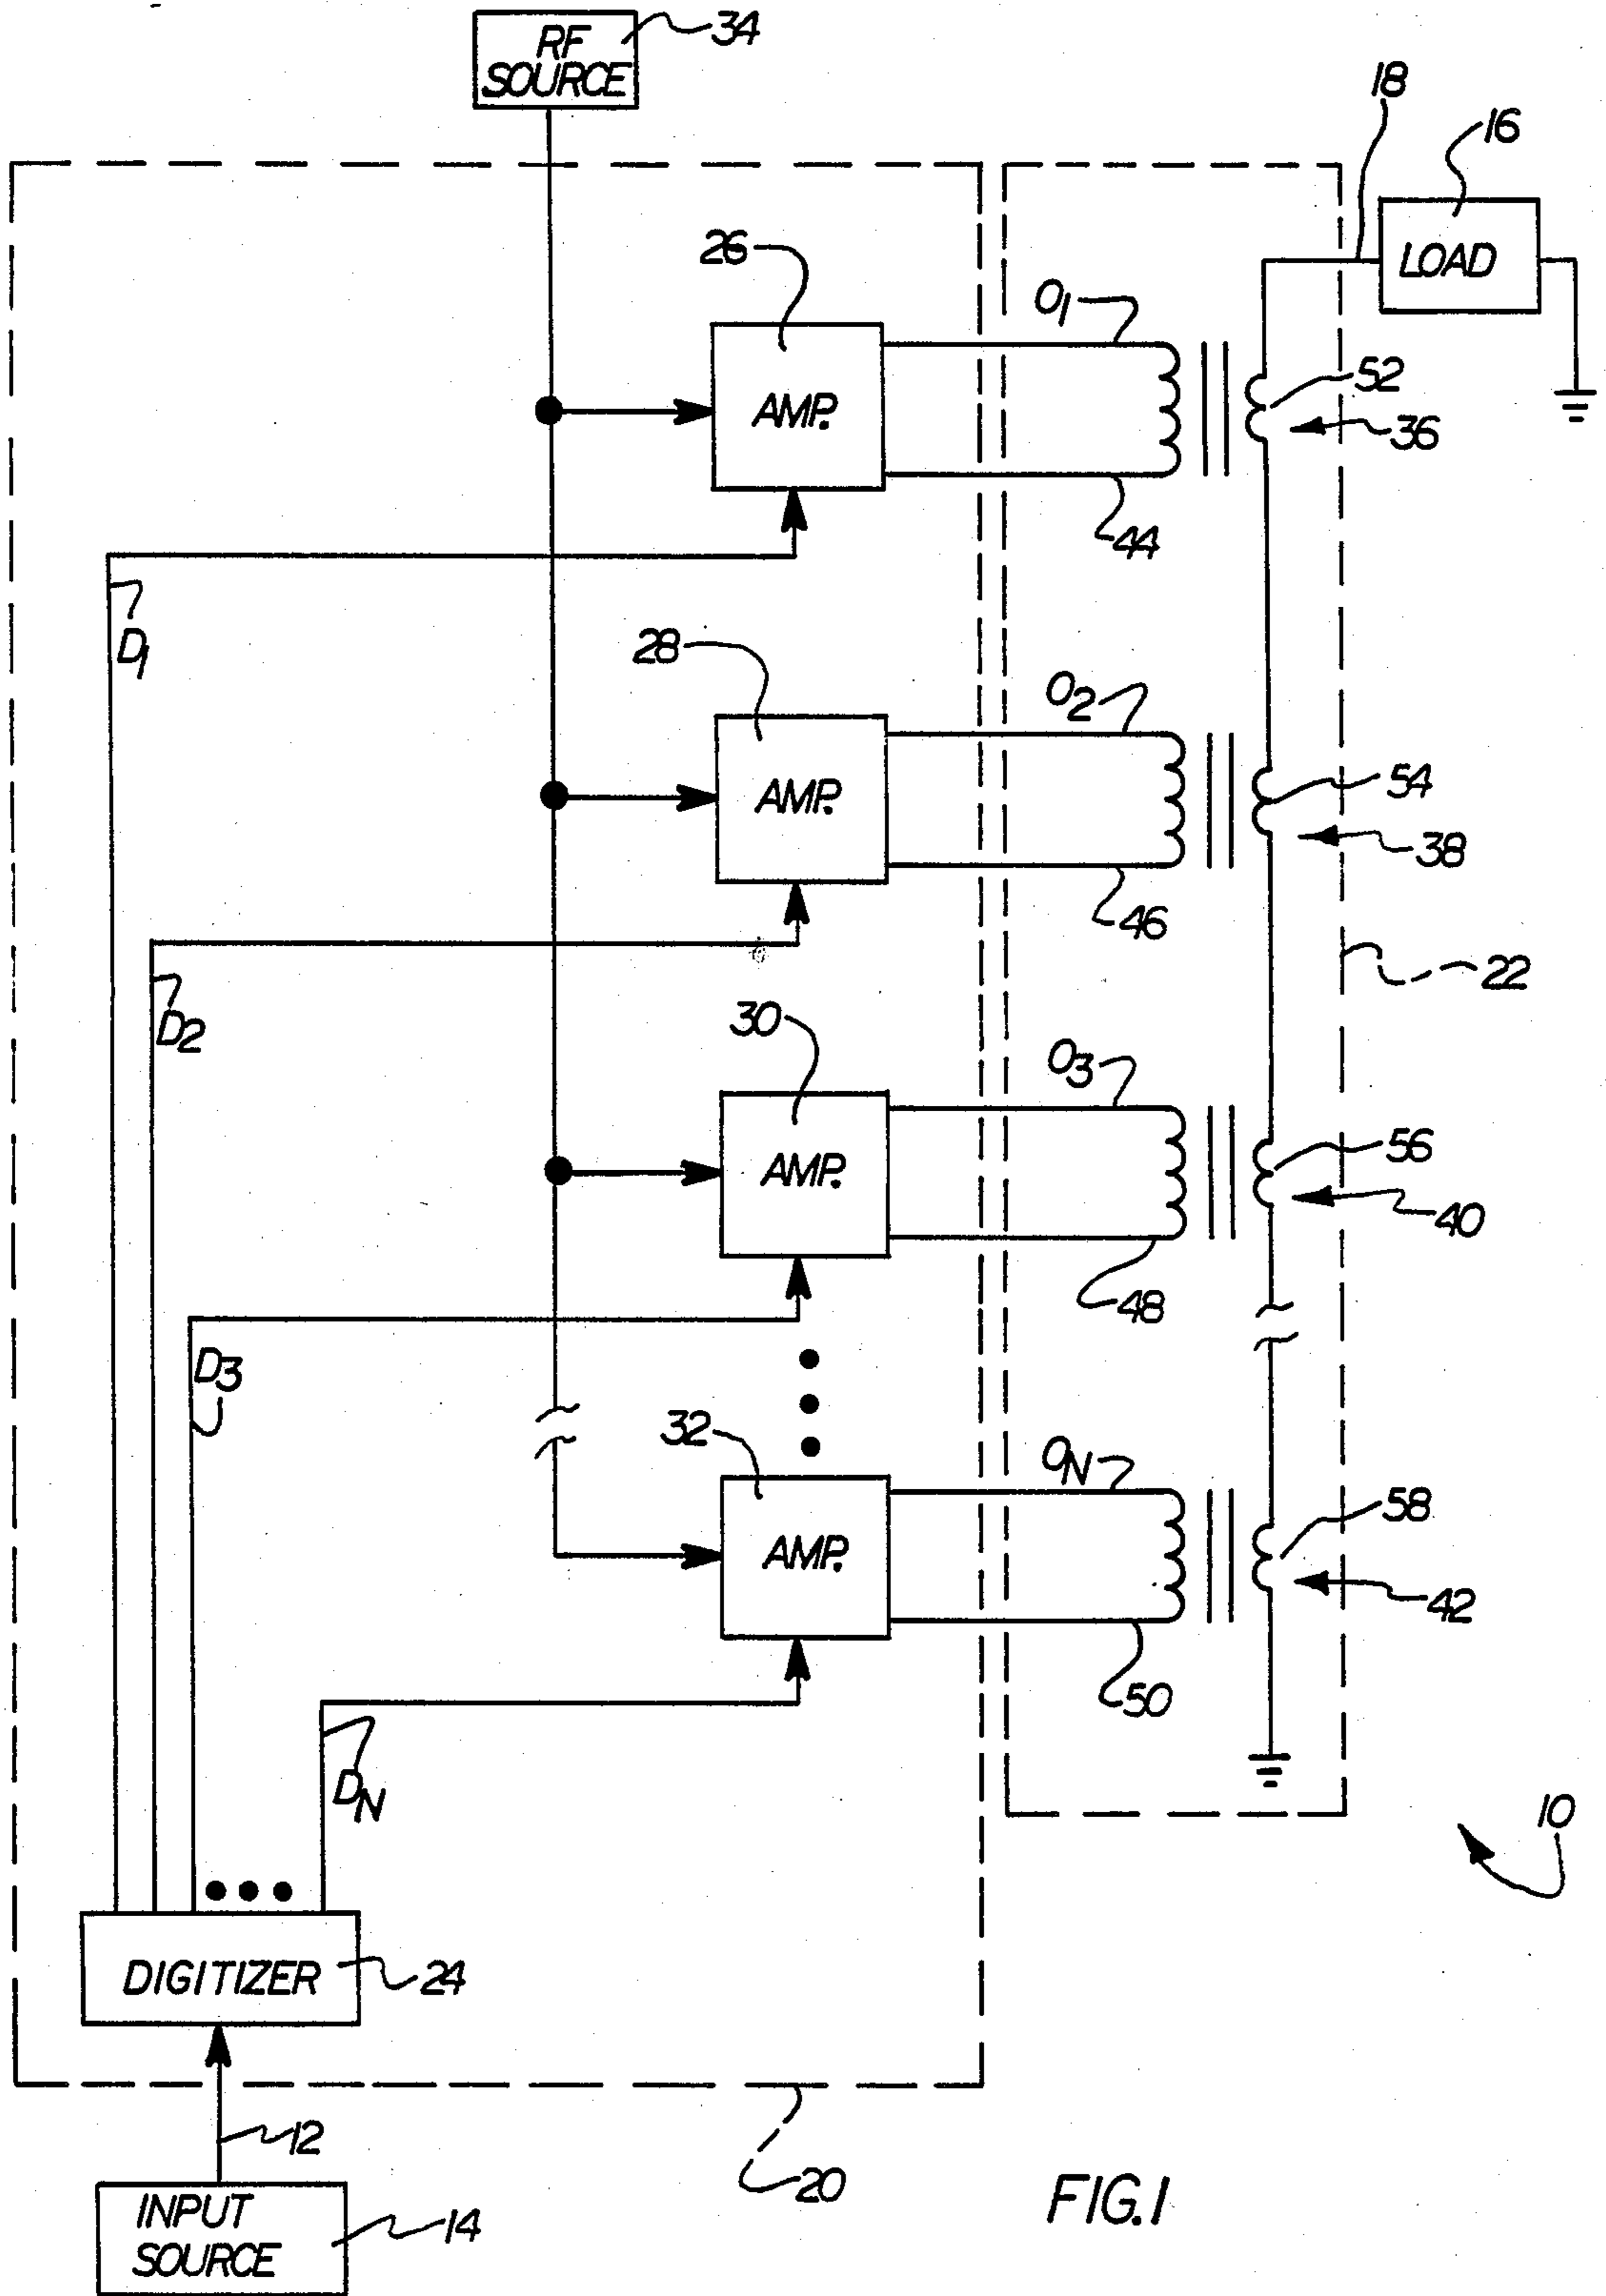 RF
SOURCE
34
18
16
LOAD
26
O1
AMP.
52
36
44
D1
28
O2
AMP.
54
38
46
22
D2
30
O3
AMP.
56
40
48
D3
32
ON
AMP.
58
42
50
DN
10
DIGITIZER
24
12
20
INPUT
SOURCE
14
FIG.1